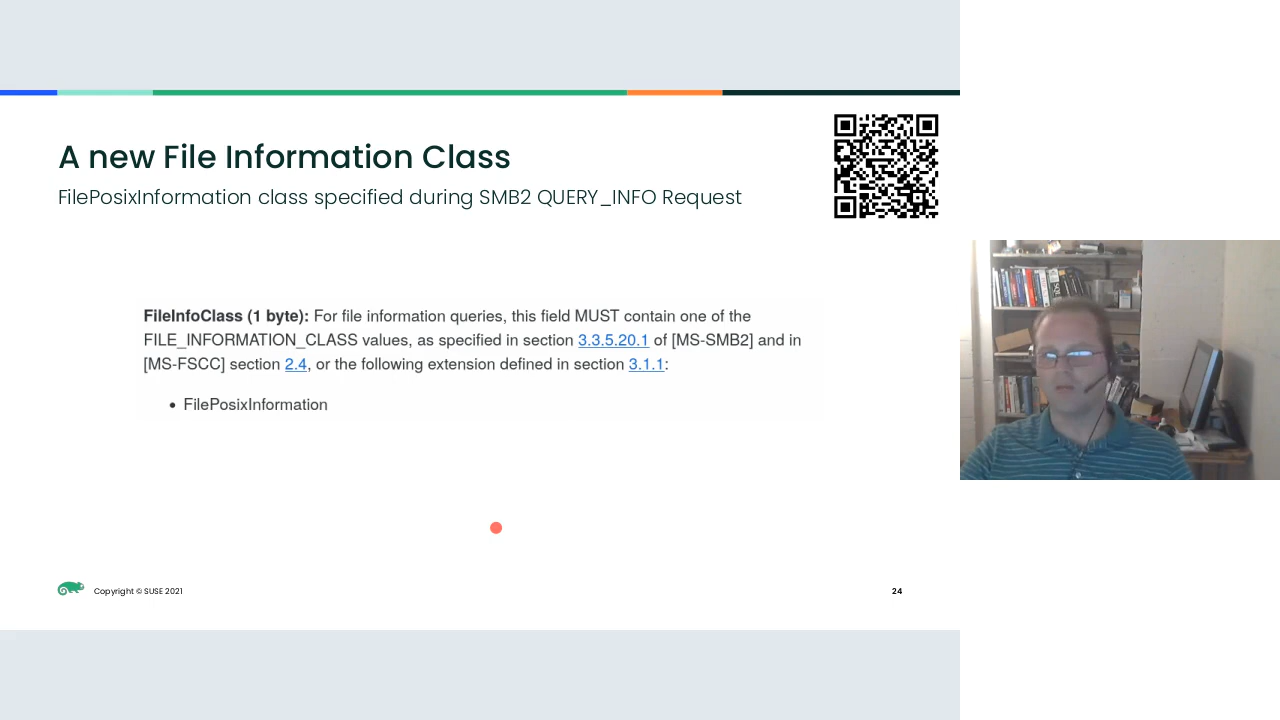 A new File Information Class
FilePosixInformation class specified during SMB2 QUERY_INFO Request
FileInfoClass (1 byte): For file information queries, this field MUST contain one of the
FILE_INFORMATION_CLASS values, as specified in section 3.3.5.20.1 of [MS-SMB2] and in
[MS-FSCC] section 2.4, or the following extension defined in section 3.1.1:
• FilePosixInformation
Copyright © SUSE 2021
24